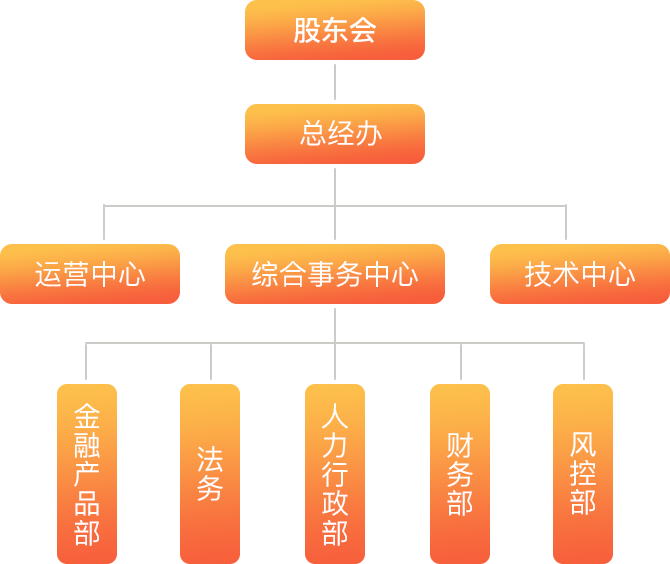 股东会
总经办
运营中心
综合事务中心
技术中心
金融产品部
法务
人力行政部
财务部
风控部